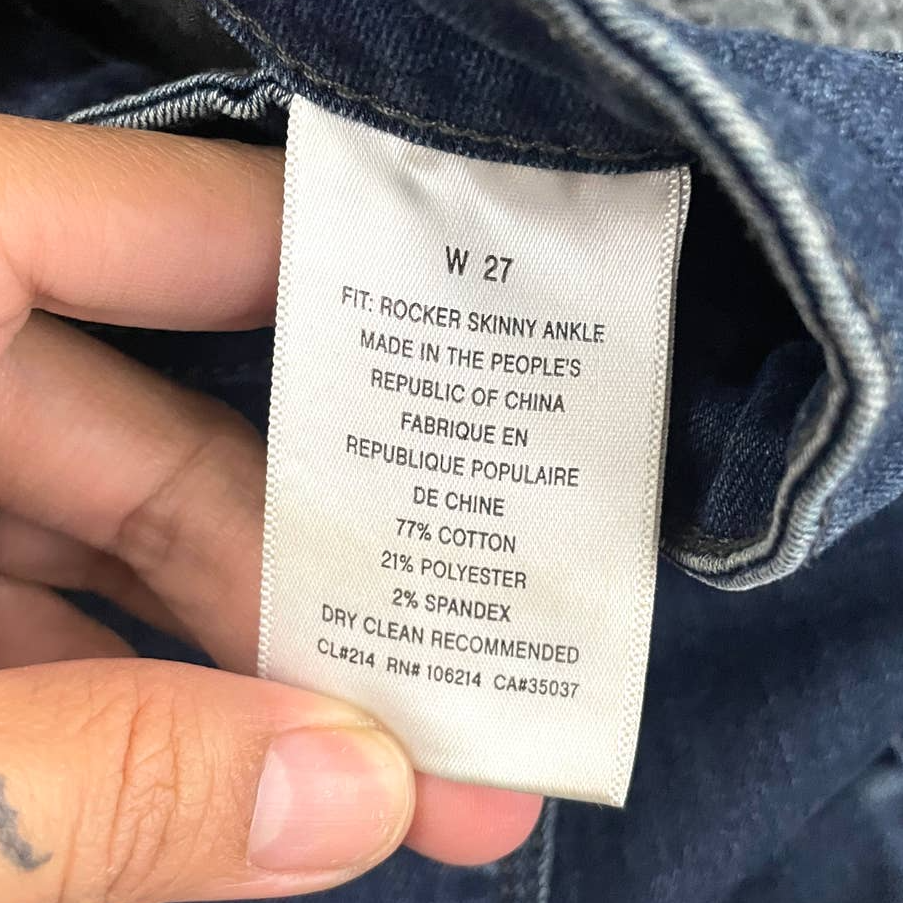 W 27
FIT: ROCKER SKINNY ANKLE
MADE IN THE PEOPLE'S
REPUBLIC OF CHINA
FABRIQUE EN
REPUBLIQUE POPULAIRE
DE CHINE
77% COTTON
21% POLYESTER
2% SPANDEX
DRY CLEAN RECOMMENDED
CL#214 RN# 106214 CA#35037